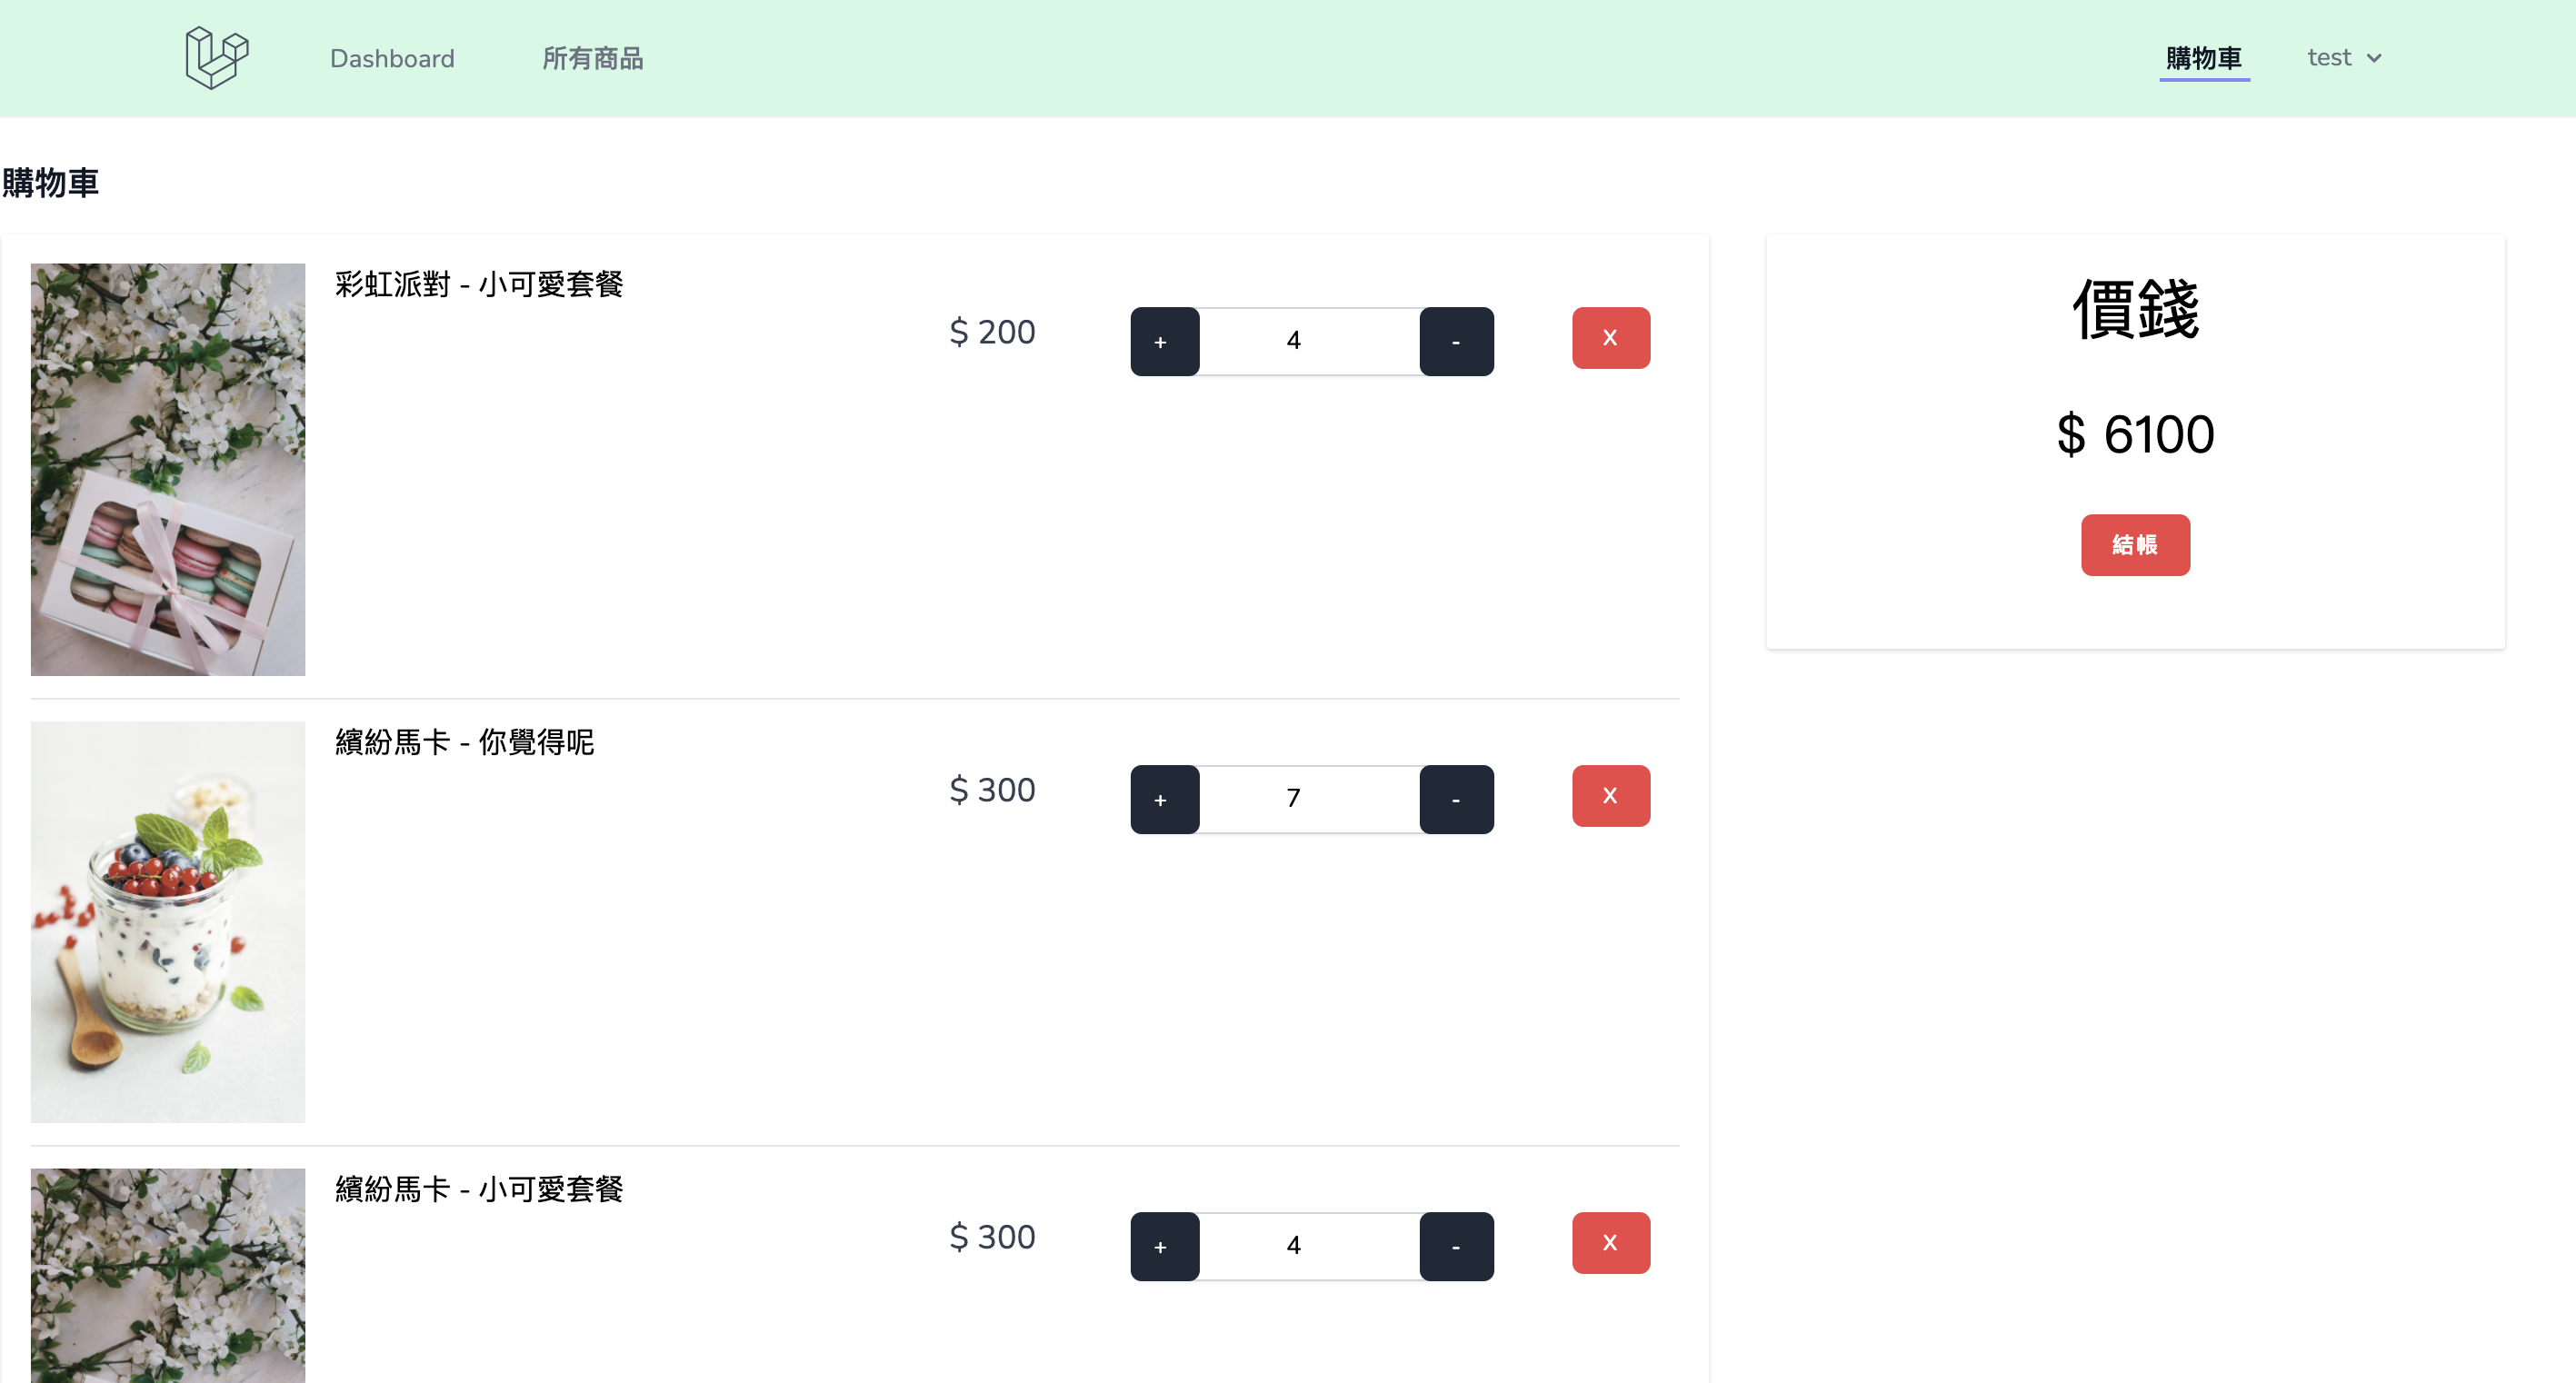 Dashboard 所有商品 購物車 test
購物車
彩虹派對 - 小可愛套餐
$ 200
+ 4 -
X
繽紛馬卡 - 你覺得呢
$ 300
+ 7 -
X
繽紛馬卡 - 小可愛套餐
$ 300
+ 4 -
X
價錢
$ 6100
結帳